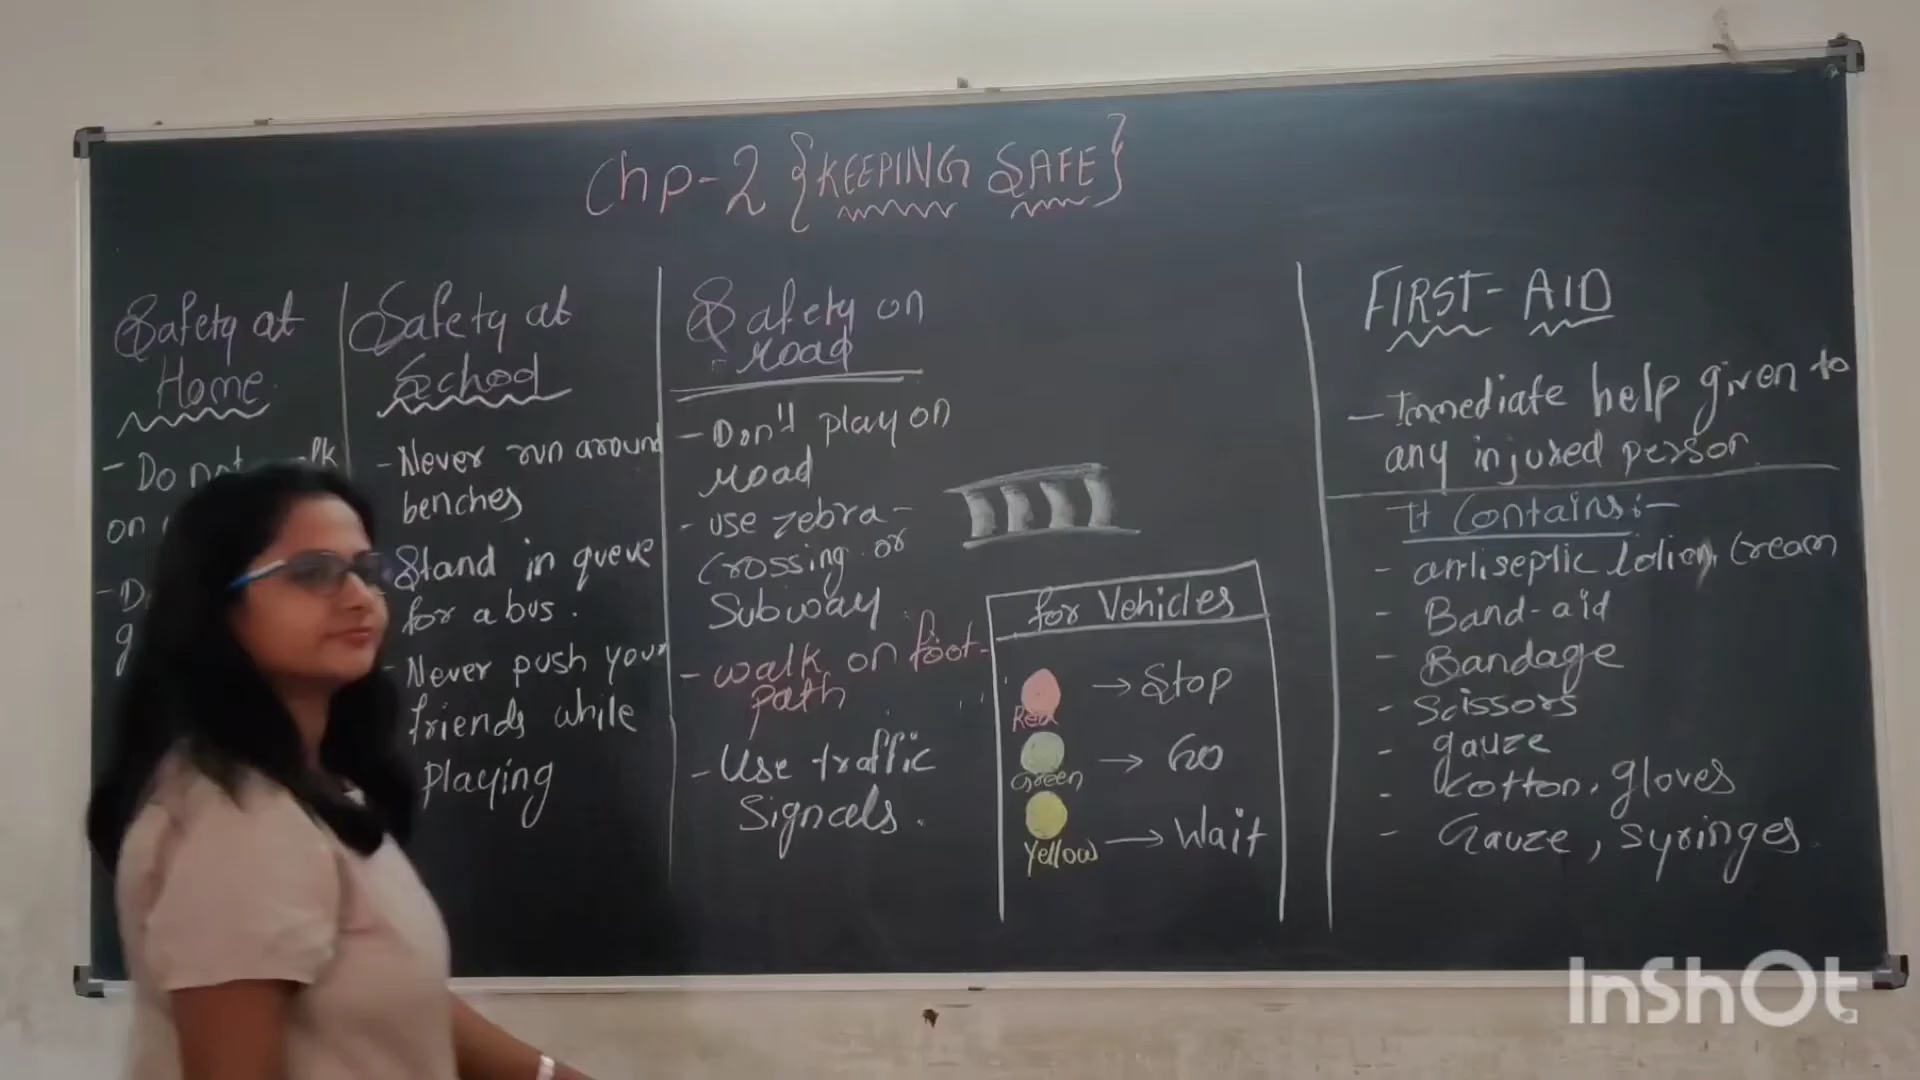 Chp-2 {KEEPING SAFE}
Safety at
Home
- Do not
on
Safety at
School
- Never run around
benches
Stand in queue
for a bus.
- Never push your
friends while
Playing
Safety on
road
- Don't play on
road
- use zebra-
Crossing or
Subway
- walk on foot-
path
- Use traffic
Signals.
for Vehicles
→ Stop
Red
→ Go
Green
→ Wait
Yellow
FIRST-AID
- Immediate help given to
any injured person
It Contains:-
- antiseptic lotion, Cream
- Band-aid
- Bandage
- Scissors
- gauze
- Cotton, gloves
- Gauze, Syringes.
InShOt